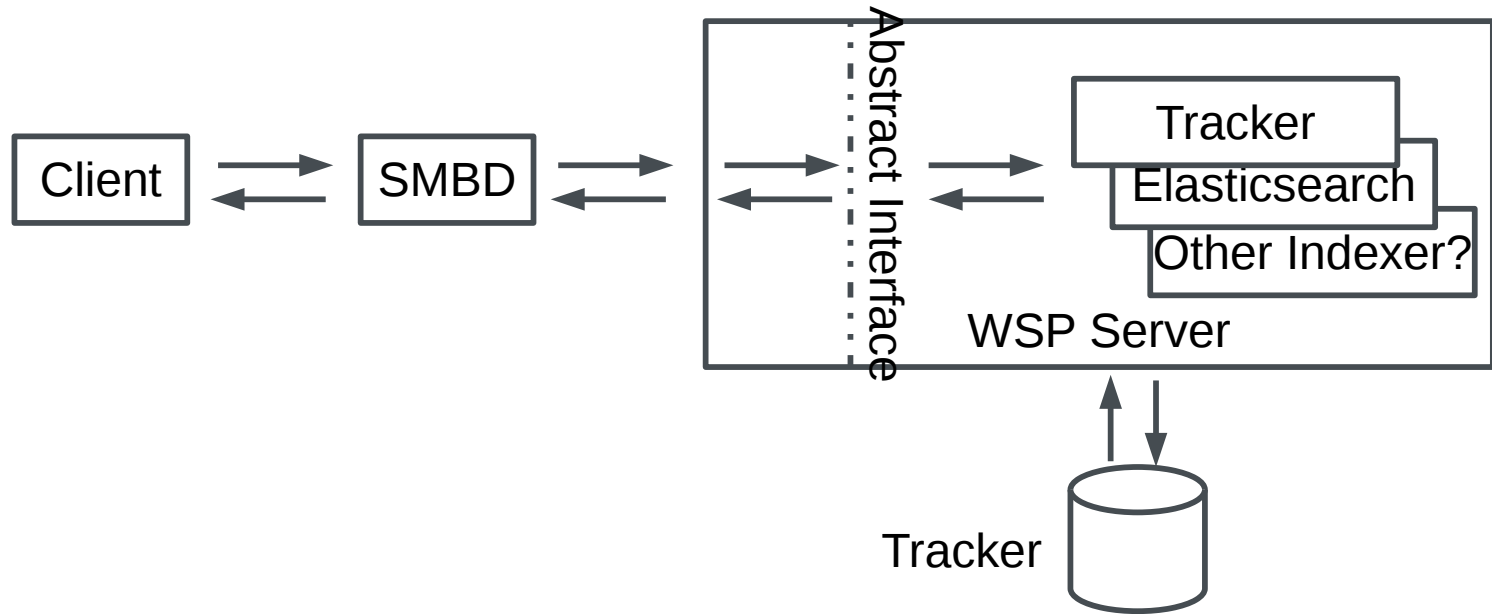 Client
SMBD
Abstract Interface
Tracker
Elasticsearch
Other Indexer?
WSP Server
Tracker